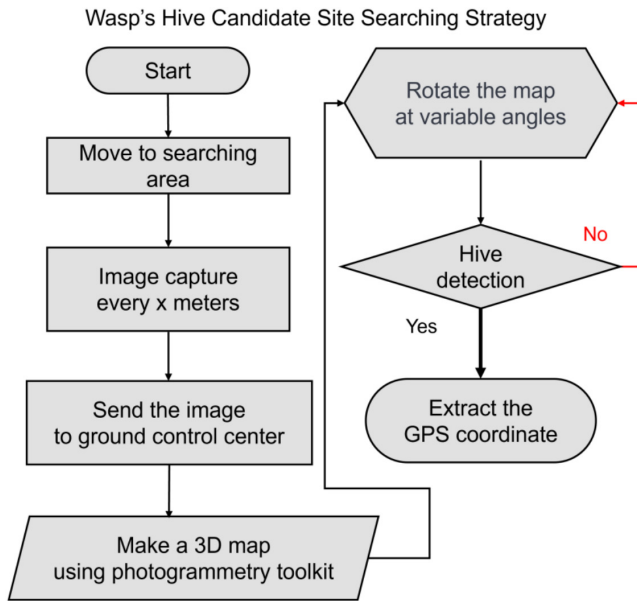 Wasp's Hive Candidate Site Searching Strategy
Start
Move to searching
area
Image capture
every x meters
Send the image
to ground control center
Make a 3D map
using photogrammetry toolkit
Rotate the map
at variable angles
Hive
detection
No
Yes
Extract the
GPS coordinate